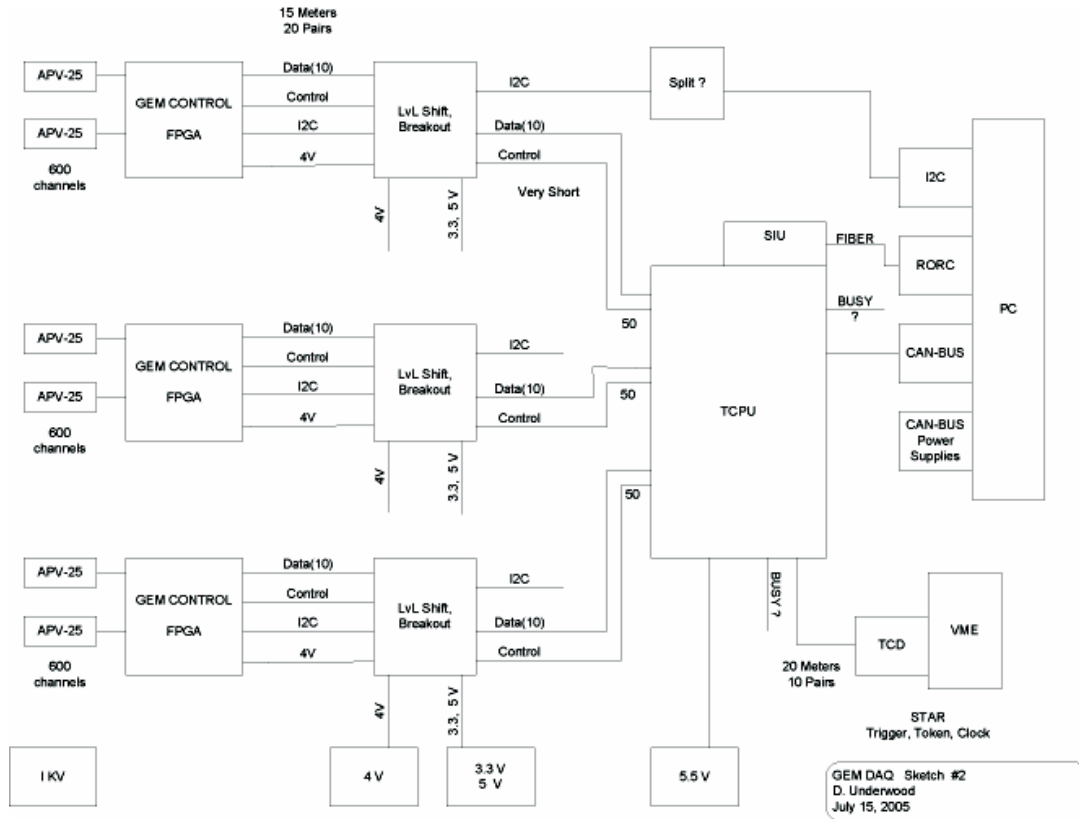 15 Meters
20 Pairs
APV-25
APV-25
600
channels
GEM CONTROL
FPGA
Data(10)
Control
I2C
4V
LvL Shift,
Breakout
4V
3.3, 5 V
I2C
Data(10)
Control
Very Short
Split ?
APV-25
APV-25
600
channels
GEM CONTROL
FPGA
Data(10)
Control
I2C
4V
LvL Shift,
Breakout
4V
3.3, 5 V
I2C
Data(10)
Control
APV-25
APV-25
600
channels
GEM CONTROL
FPGA
Data(10)
Control
I2C
4V
LvL Shift,
Breakout
4V
3.3, 5 V
I2C
Data(10)
Control
50
50
50
SIU
TCPU
FIBER
BUSY
?
BUSY ?
I2C
RORC
CAN-BUS
CAN-BUS
Power
Supplies
PC
20 Meters
10 Pairs
TCD
VME
STAR
Trigger, Token, Clock
1 KV
4 V
3.3 V
5 V
5.5 V
GEM DAQ Sketch #2
D. Underwood
July 15, 2005